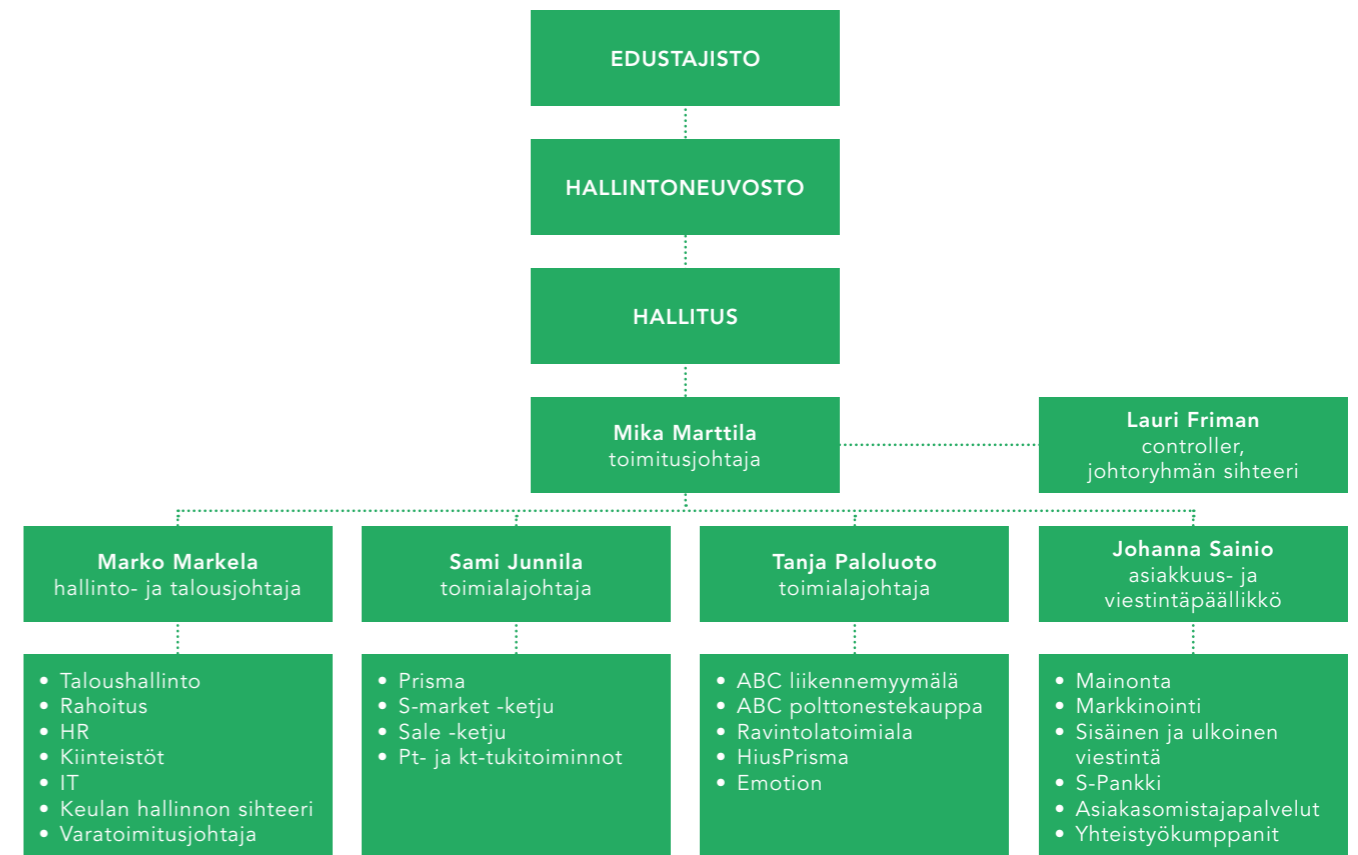 EDUSTAJISTO
HALLINTONEUVOSTO
HALLITUS
Mika Marttila
toimitusjohtaja
Lauri Friman
controller,
johtoryhmän sihteeri
Marko Markela
hallinto- ja talousjohtaja
Sami Junnila
toimialajohtaja
Tanja Paloluoto
toimialajohtaja
Johanna Sainio
asiakkuus- ja
viestintäpäällikkö
• Taloushallinto
• Rahoitus
• HR
• Kiinteistöt
• IT
• Keulan hallinnon sihteeri
• Varatoimitusjohtaja
• Prisma
• S-market -ketju
• Sale -ketju
• Pt- ja kt-tukitoiminnot
• ABC liikennemyymälä
• ABC polttonestekauppa
• Ravintolatoimiala
• HiusPrisma
• Emotion
• Mainonta
• Markkinointi
• Sisäinen ja ulkoinen
viestintä
• S-Pankki
• Asiakasomistajapalvelut
• Yhteistyökumppanit